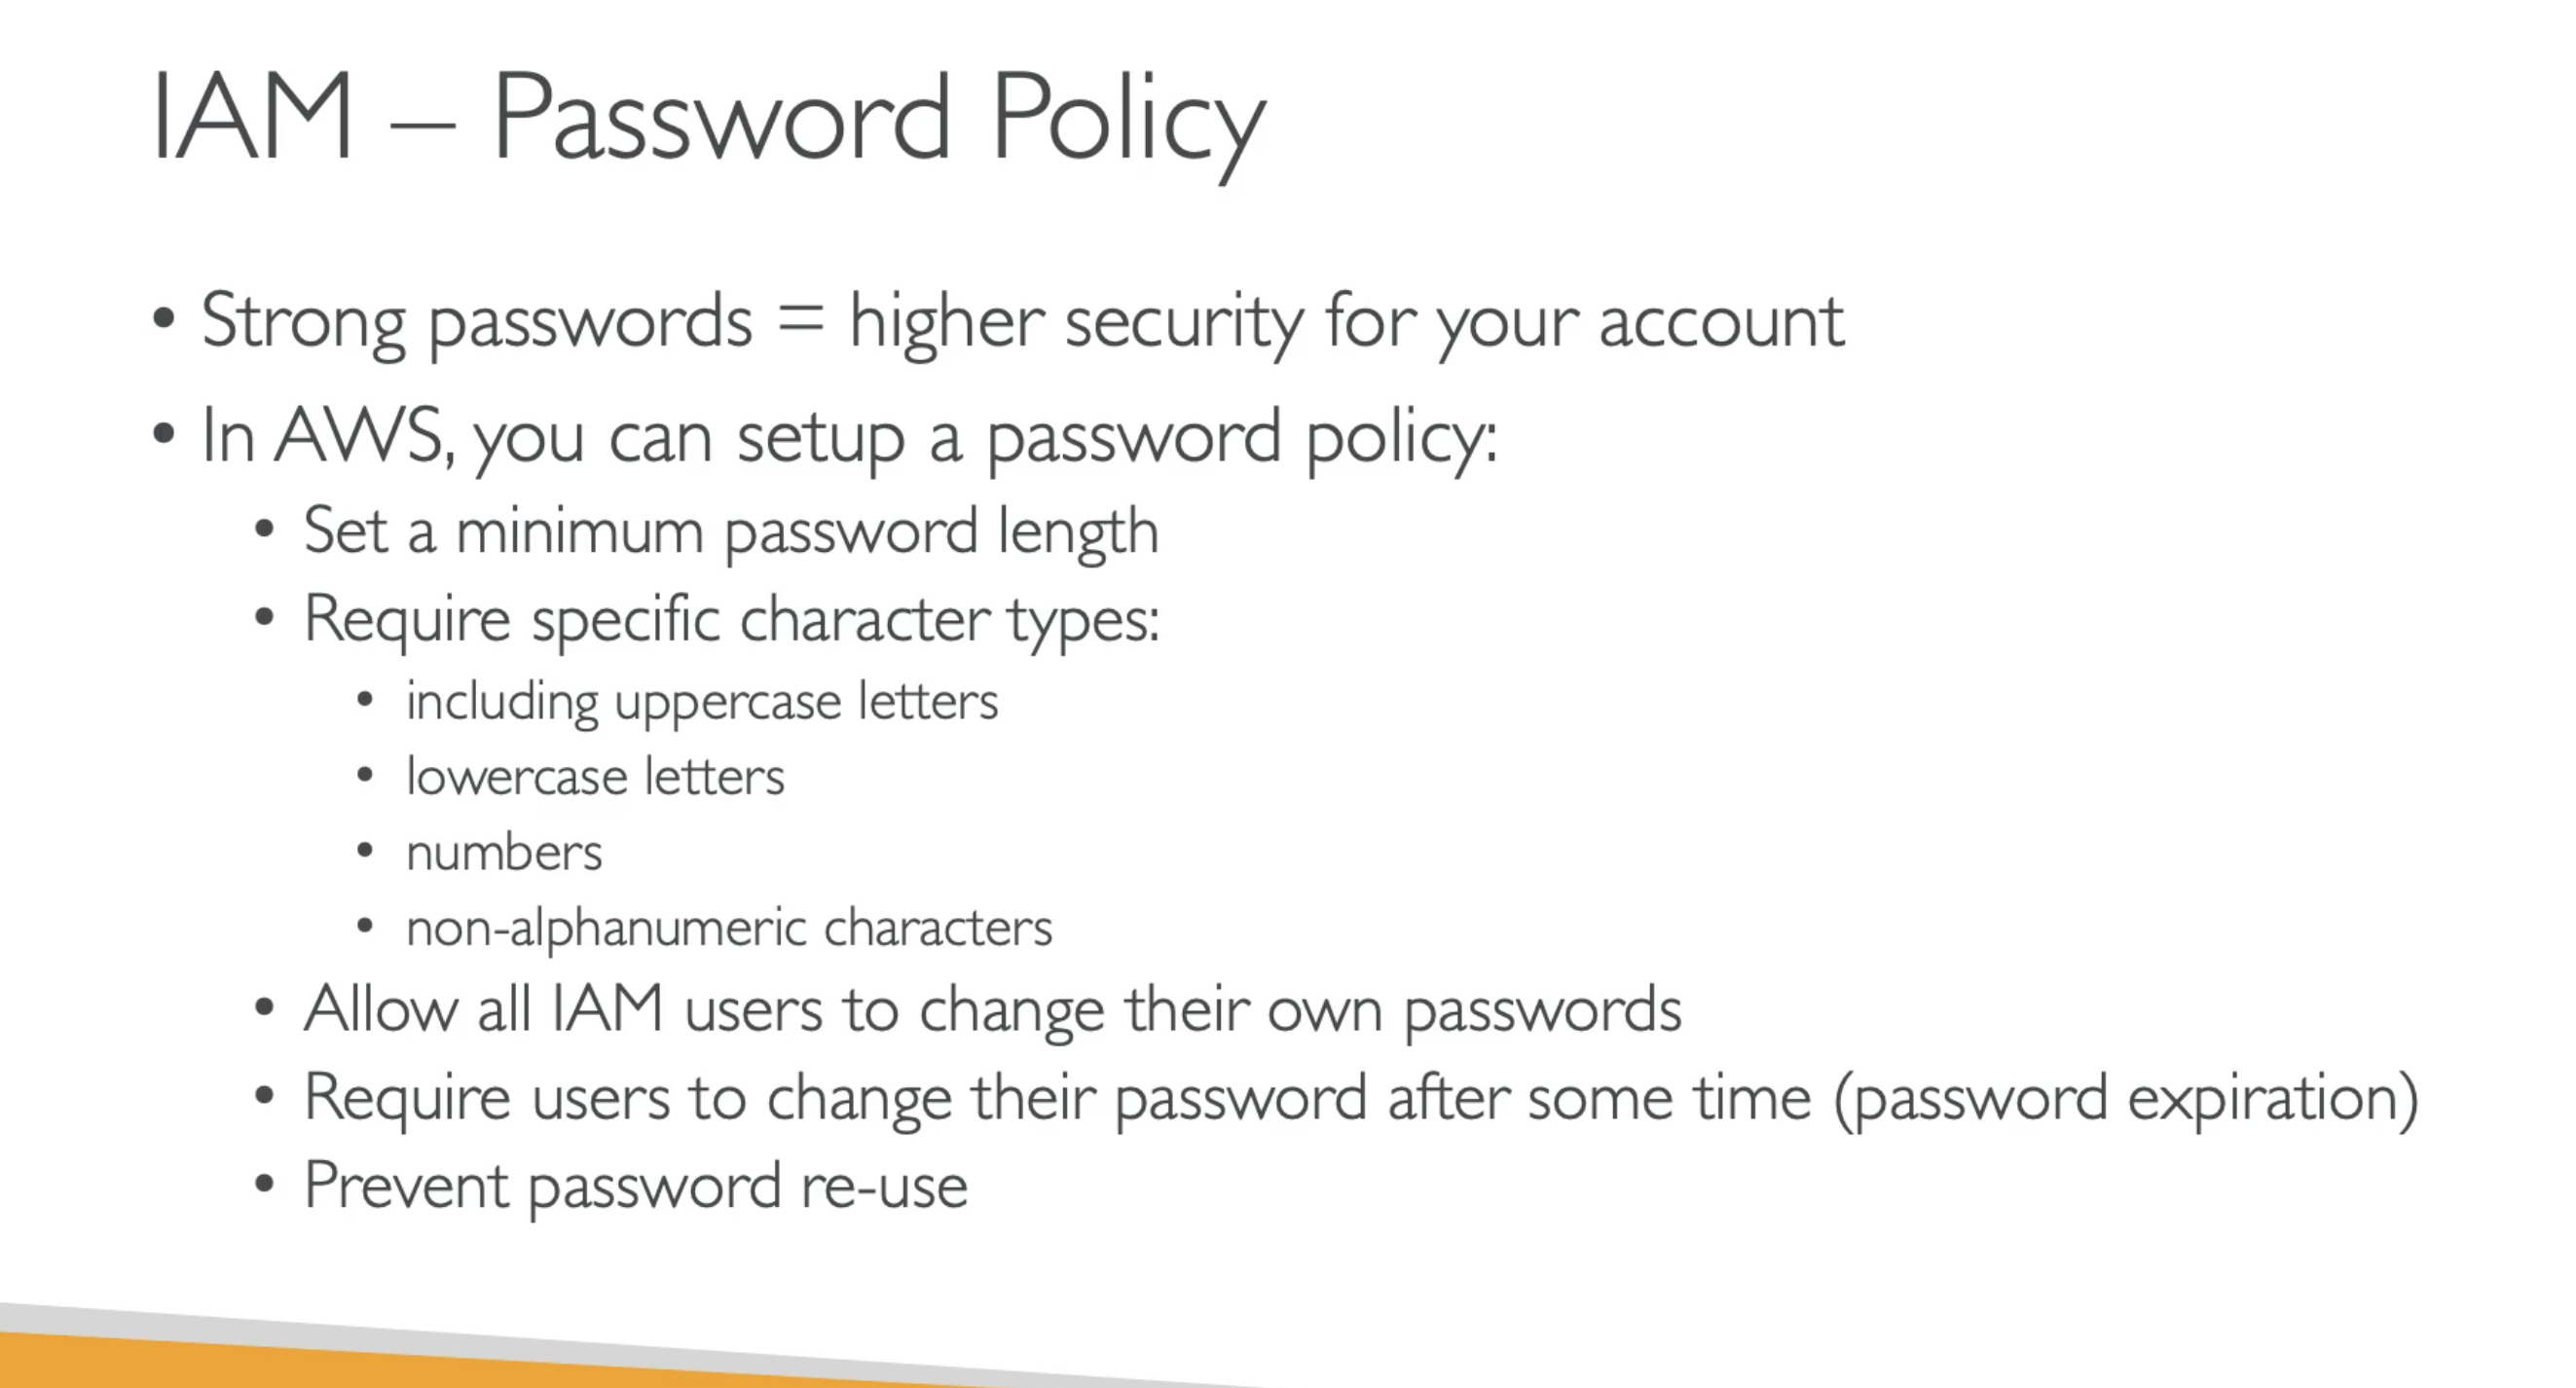 IAM – Password Policy
• Strong passwords = higher security for your account
• In AWS, you can setup a password policy:
• Set a minimum password length
• Require specific character types:
• including uppercase letters
• lowercase letters
• numbers
• non-alphanumeric characters
• Allow all IAM users to change their own passwords
• Require users to change their password after some time (password expiration)
• Prevent password re-use